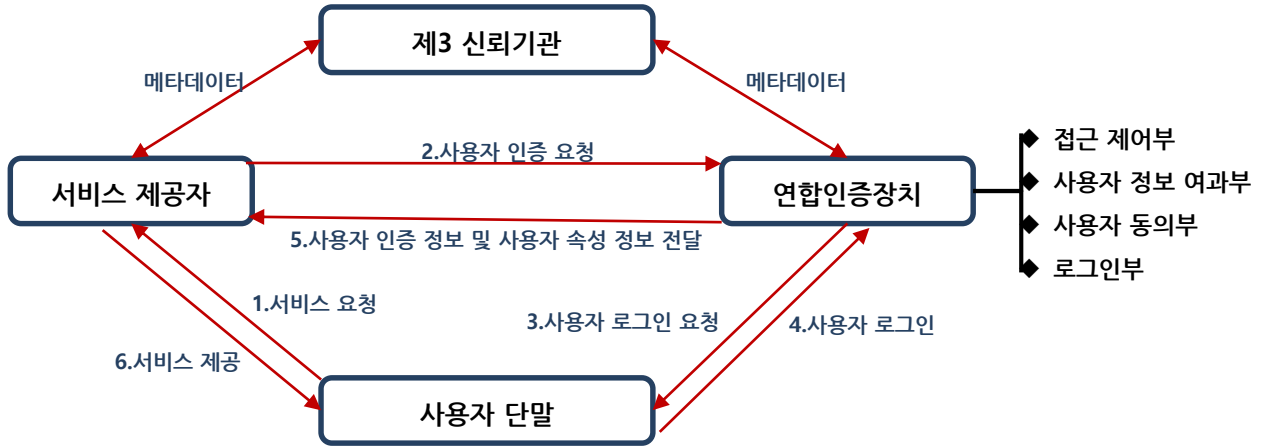 제3 신뢰기관
메타데이터
메타데이터
접근 제어부
2.사용자 인증 요청
서비스 제공자
연합인증장치
사용자 정보 여과부
사용자 동의부
5.사용자 인증 정보 및 사용자 속성 정보 전달
로그인부
1.서비스 요청
3.사용자 로그인 요청
4.사용자 로그인
6.서비스 제공
사용자 단말